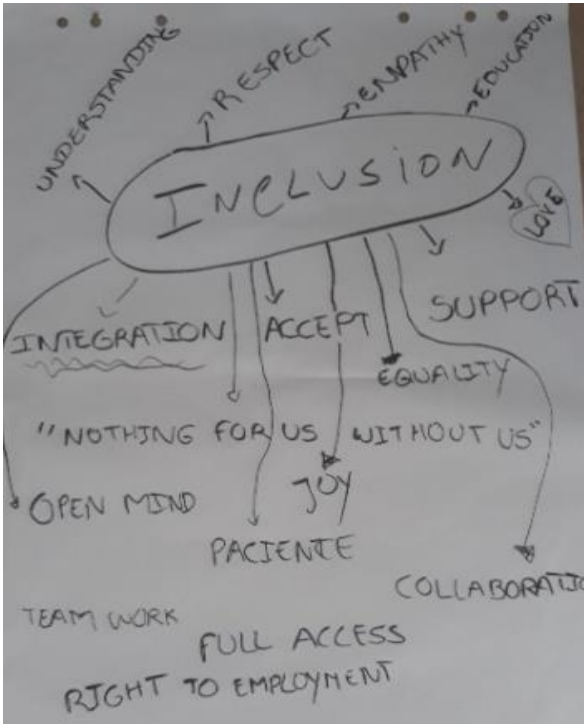 UNDERSTANDING
RESPECT
EMPATHY
EDUCATION
INCLUSION
LOVE
INTEGRATION
ACCEPT
SUPPORT
EQUALITY
"NOTHING FOR US WITHOUT US"
OPEN MIND
JOY
PACIENTE
COLLABORATIO
TEAM WORK
FULL ACCESS
RIGHT TO EMPLOYMENT